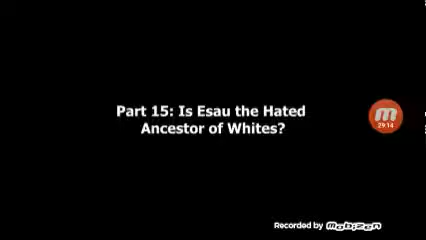 Part 15: Is Esau the Hated
Ancestor of Whites?
29:14
Recorded by mobizen